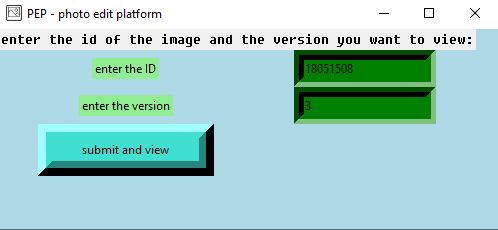 PEP - photo edit platform
enter the id of the image and the version you want to view:
enter the ID
18051508
enter the version
3
submit and view